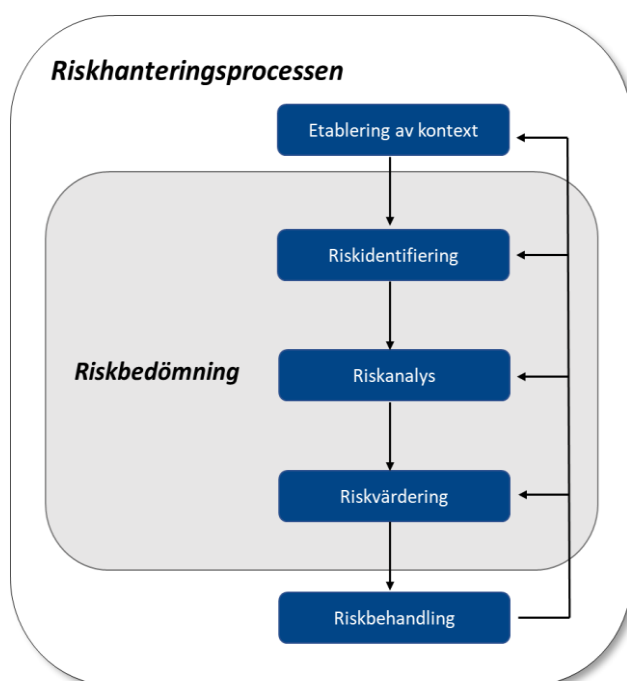 Riskhanteringsprocessen
Etablering av kontext
Riskidentifiering
Riskbedömning
Riskanalys
Riskvärdering
Riskbehandling